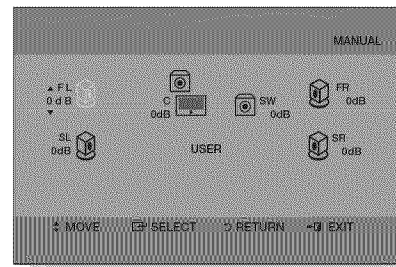 MANUAL
FL
0dB
C
0dB
SW
0dB
FR
0dB
SL
0dB
USER
SR
0dB
MOVE SELECT RETURN EXIT